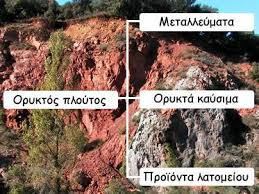 Μεταλλεύματα
Ορυκτός πλούτος
Ορυκτά καύσιμα
Προϊόντα λατομείου